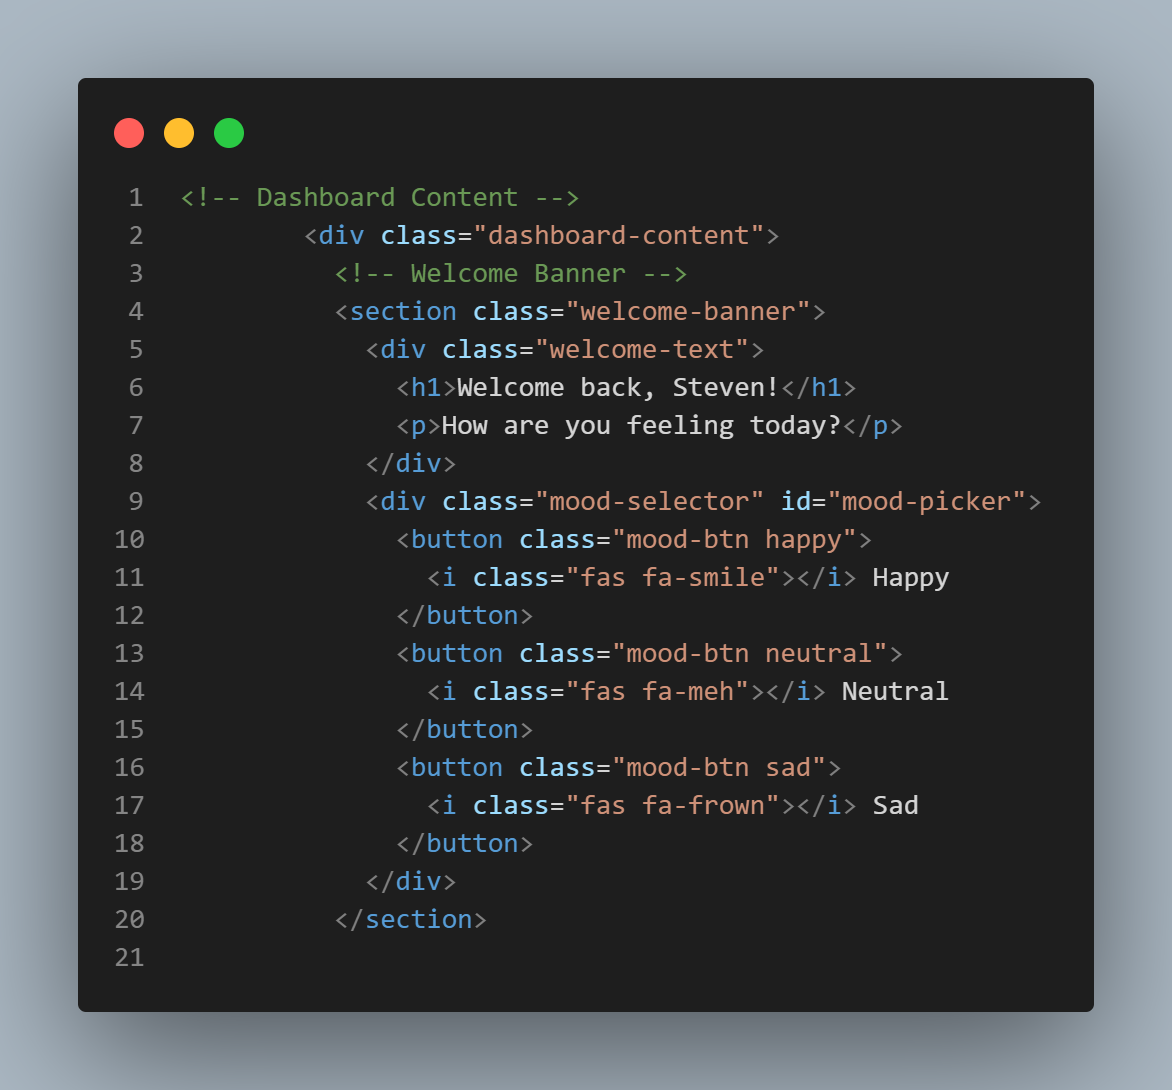 1 <!-- Dashboard Content -->
2         <div class="dashboard-content">
3           <!-- Welcome Banner -->
4           <section class="welcome-banner">
5             <div class="welcome-text">
6               <h1>Welcome back, Steven!</h1>
7               <p>How are you feeling today?</p>
8             </div>
9             <div class="mood-selector" id="mood-picker">
10               <button class="mood-btn happy">
11                 <i class="fas fa-smile"></i> Happy
12               </button>
13               <button class="mood-btn neutral">
14                 <i class="fas fa-meh"></i> Neutral
15               </button>
16               <button class="mood-btn sad">
17                 <i class="fas fa-frown"></i> Sad
18               </button>
19             </div>
20           </section>
21